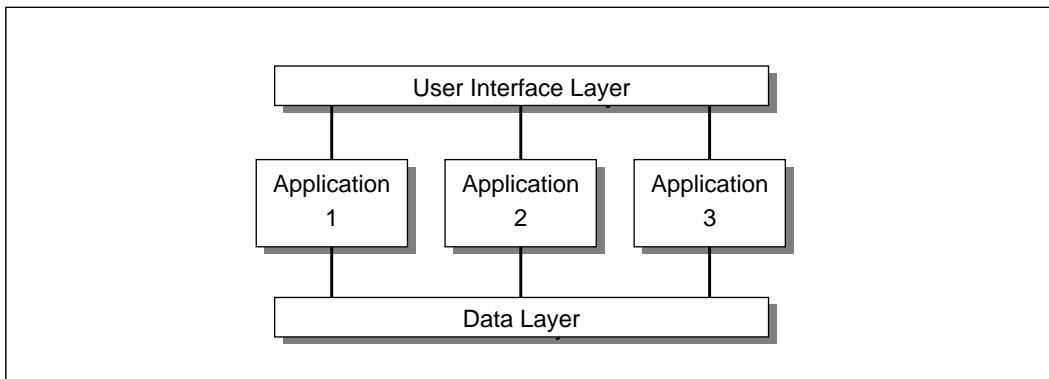 User Interface Layer
Application
1
Application
2
Application
3
Data Layer